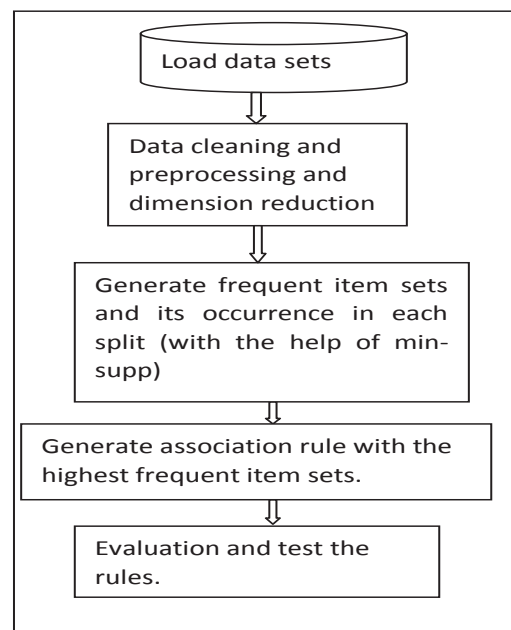 Load data sets
Data cleaning and
preprocessing and
dimension reduction
Generate frequent item sets
and its occurrence in each
split (with the help of min-
supp)
Generate association rule with the
highest frequent item sets.
Evaluation and test the
rules.